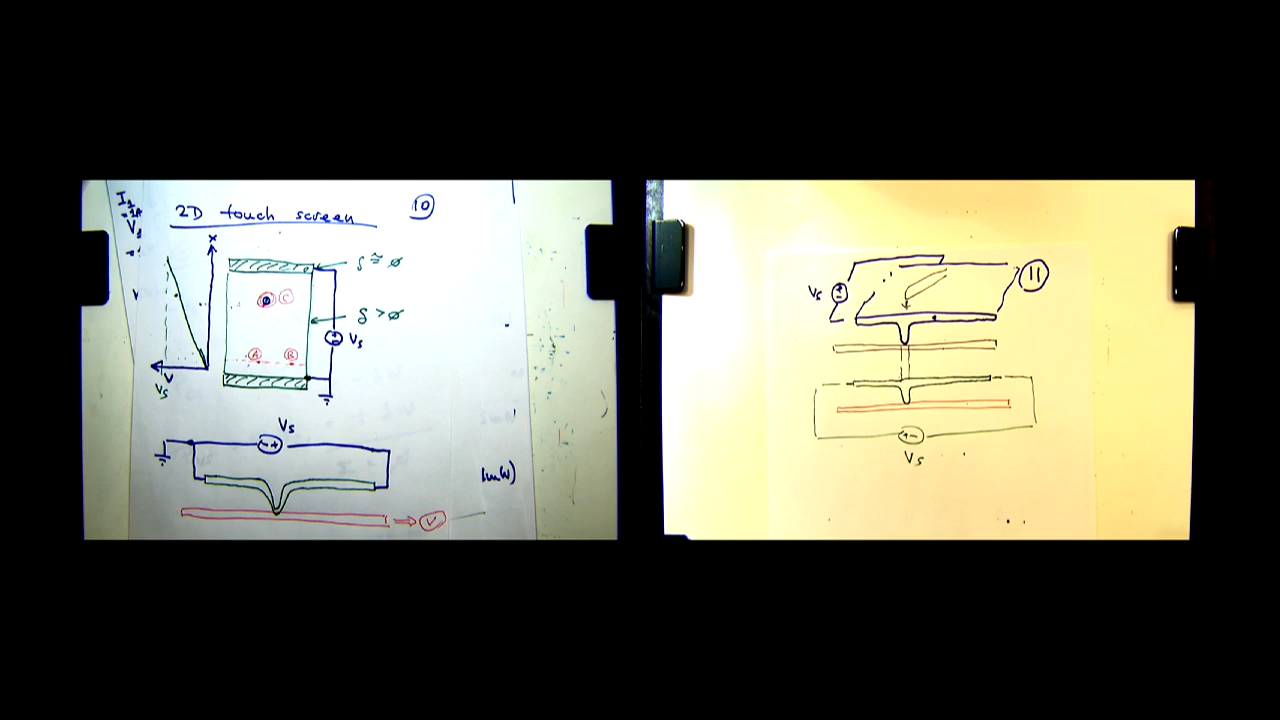 2D touch screen
10
x
ρ ≅ ø
C
ρ > ø
Vs
A
B
Vs
V
Vs
- +
V
11
Vs
+
-
+ -
Vs